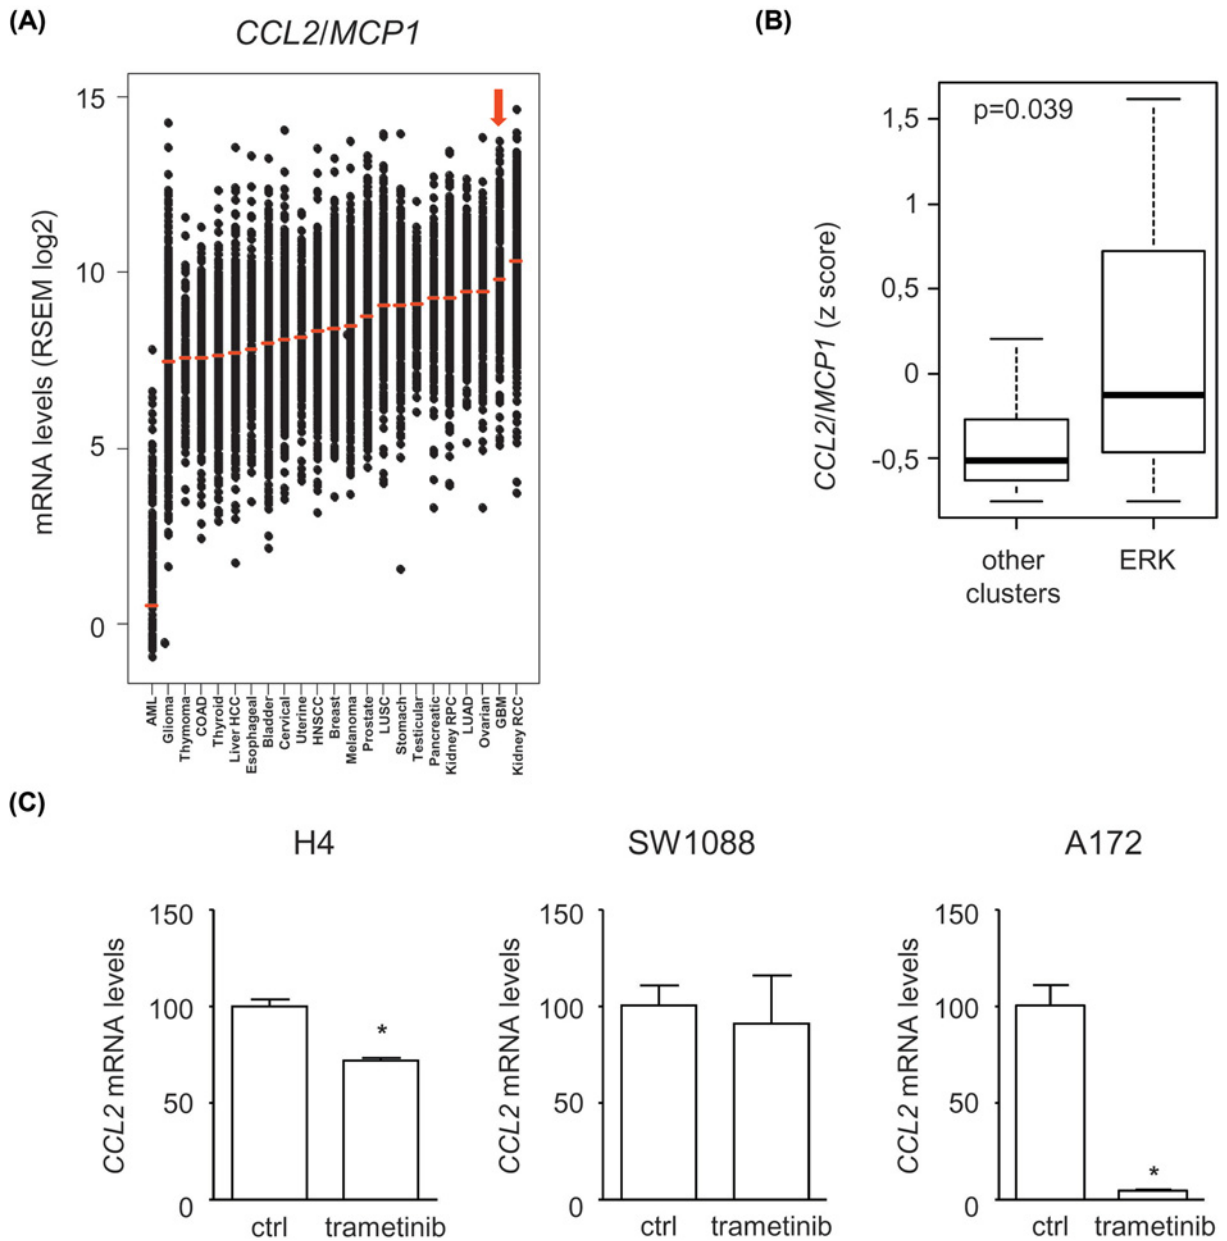 (A)
CCL2/MCP1
mRNA levels (RSEM log2)
15
10
5
0
AML
Glioma
Thymoma
COAD
Thyroid
Liver HCC
Esophageal
Bladder
Cervical
Uterine
HNSCC
Breast
Melanoma
Prostate
LUSC
Stomach
Testicular
Pancreatic
Kidney RPC
LUAD
Ovarian
GBM
Kidney RCC
(B)
p=0.039
CCL2/MCP1 (z score)
1,5
1
0,5
0
-0,5
other
clusters
ERK
(C)
H4
CCL2 mRNA levels
150
100
50
0
*
ctrl
trametinib
SW1088
CCL2 mRNA levels
150
100
50
0
ctrl
trametinib
A172
CCL2 mRNA levels
150
100
50
0
*
ctrl
trametinib